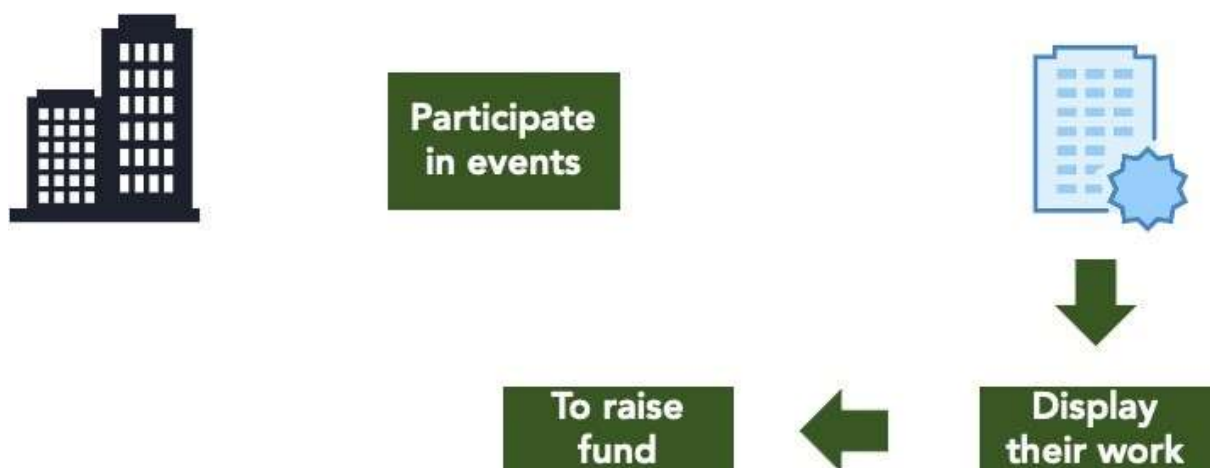 Participate
in events
To raise
fund
Display
their work